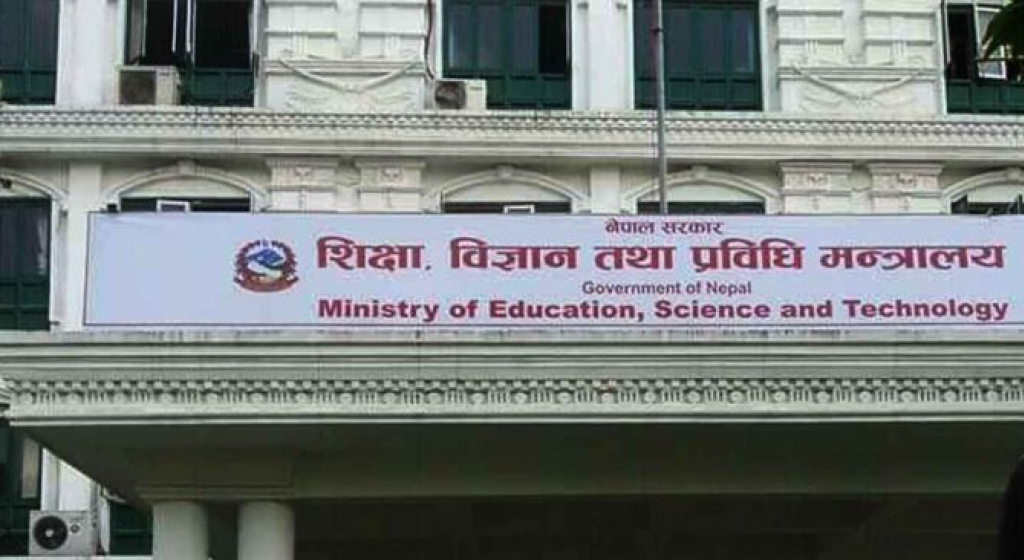 नेपाल सरकार
शिक्षा, विज्ञान तथा प्रविधि मन्त्रालय
Government of Nepal
Ministry of Education, Science and Technology